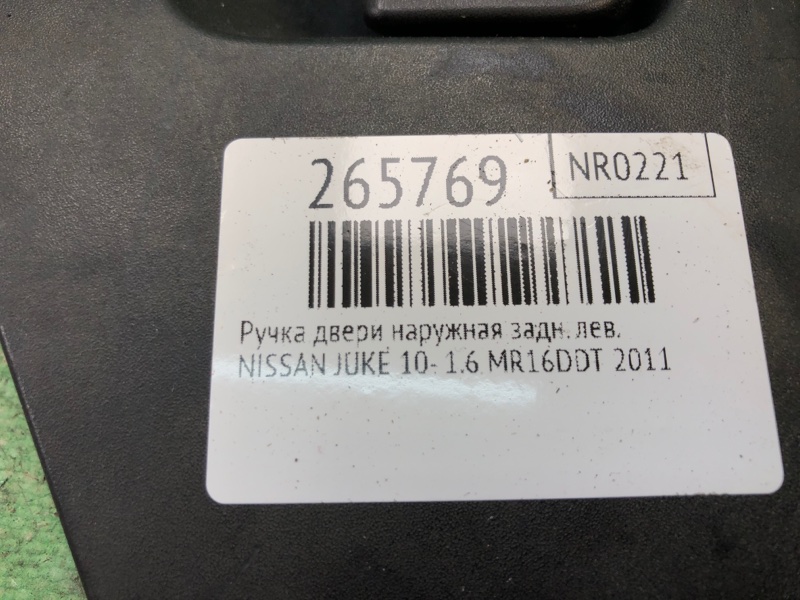 265769
NR0221
Ручка двери наружная задн. лев.
NISSAN JUKE 10- 1.6 MR16DDT 2011